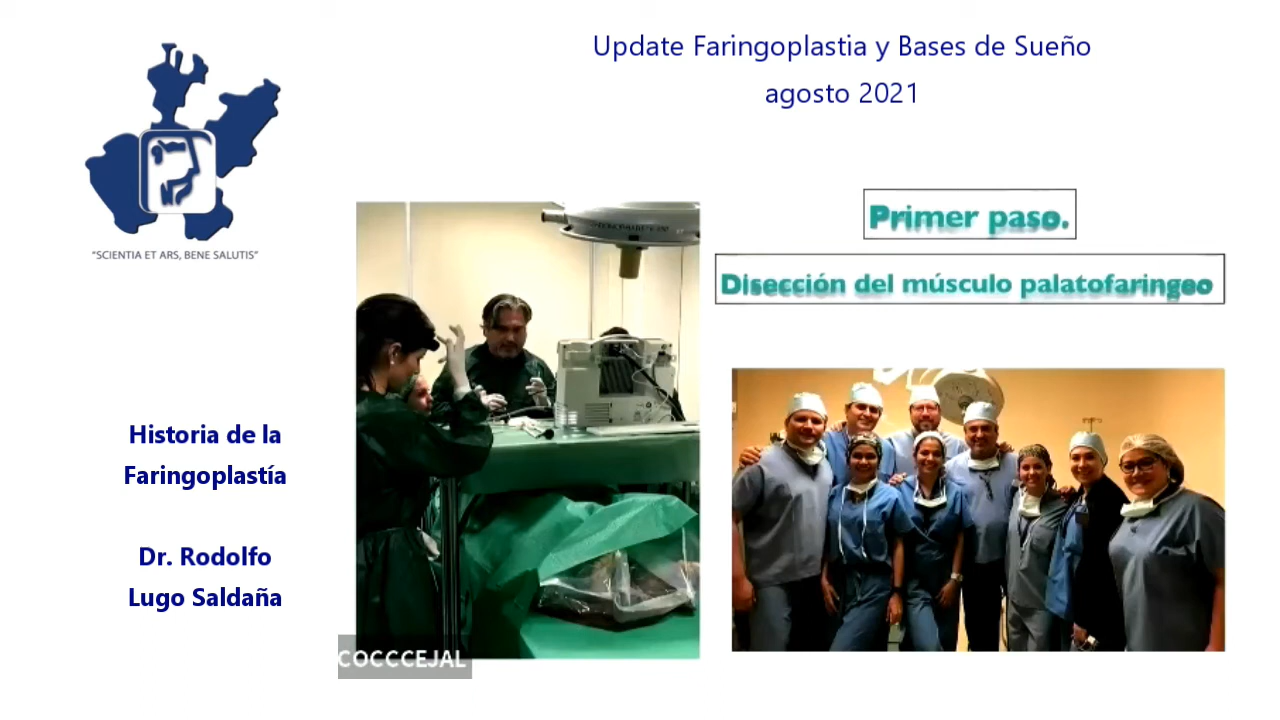 Update Faringoplastia y Bases de Sueño
agosto 2021
"SCIENTIA ET ARS, BENE SALUTIS"
Primer paso.
Disección del músculo palatofaringeo
Historia de la
Faringoplastía
Dr. Rodolfo
Lugo Saldaña
COCCCEJAL